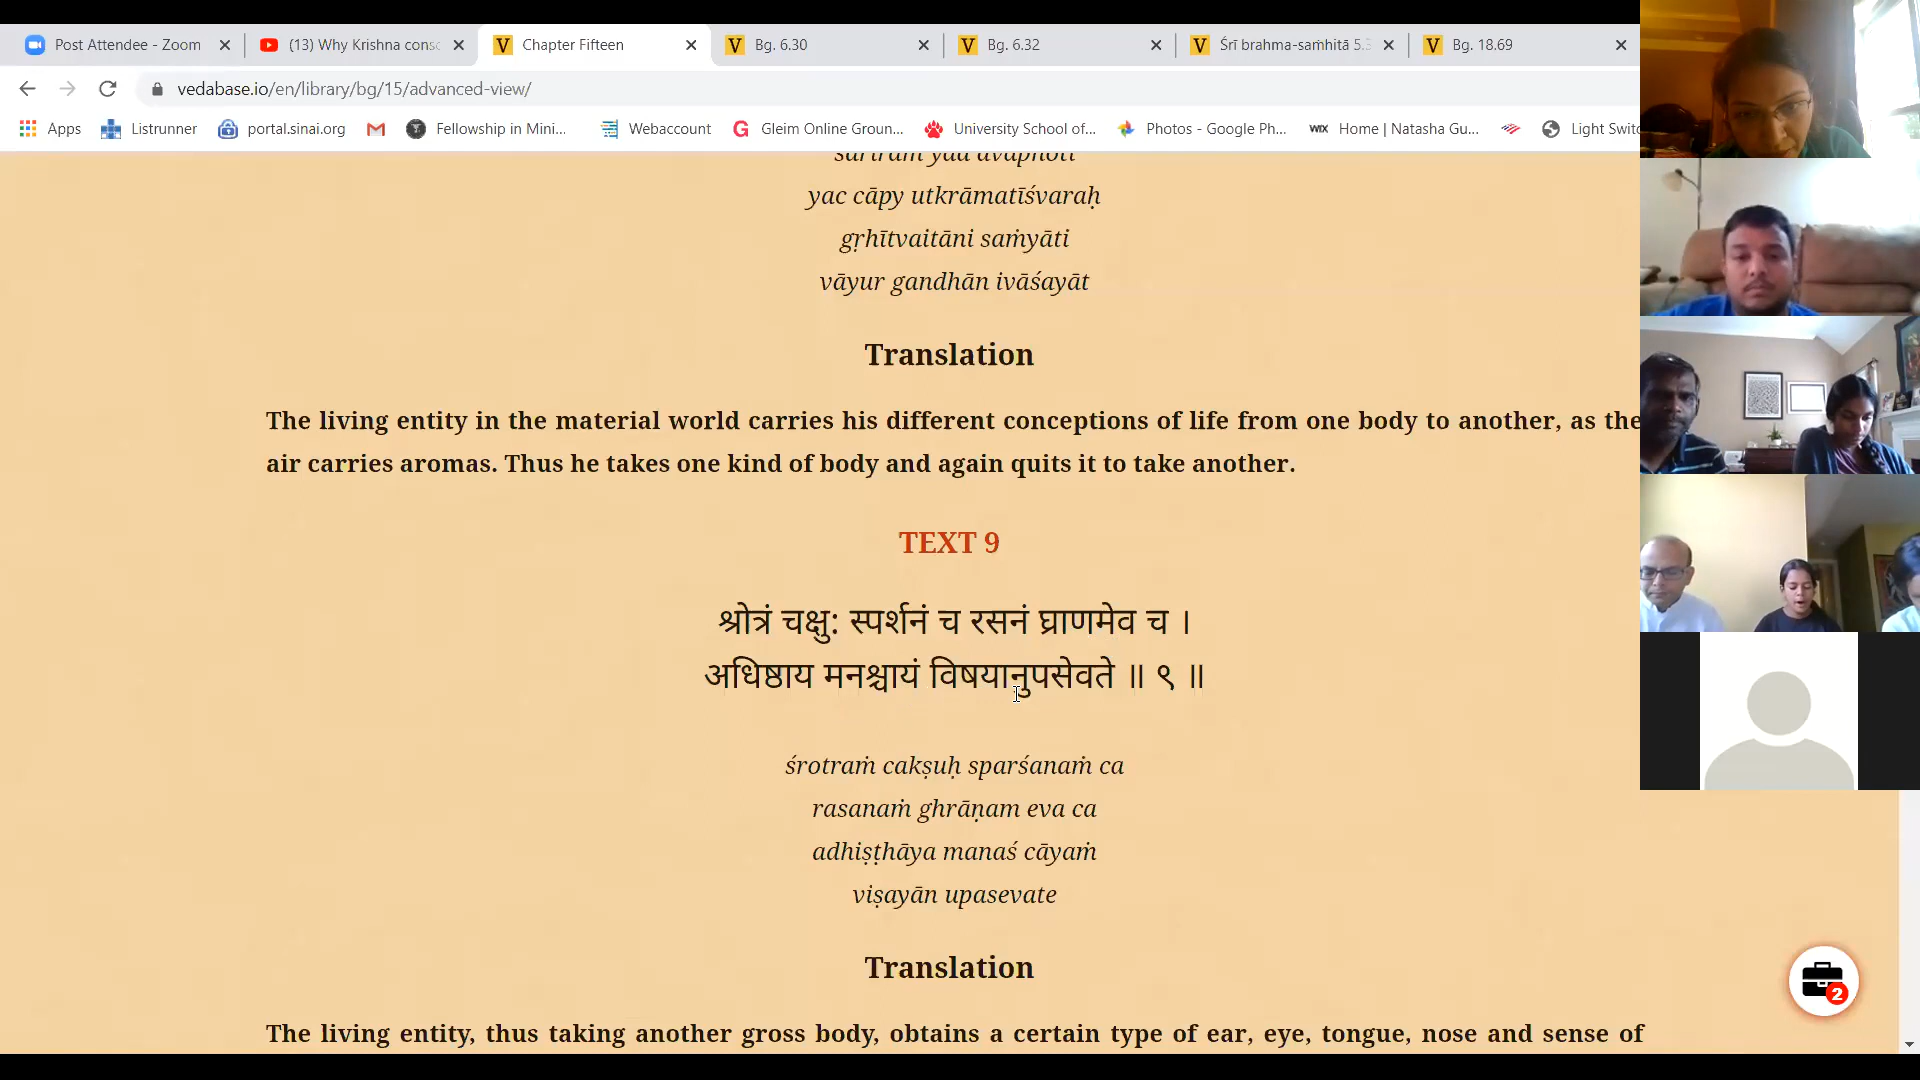 Post Attendee - Zoom
(13) Why Krishna cons
Chapter Fifteen
Bg. 6.30
Bg. 6.32
Śrī brahma-saṁhitā 5.3
Bg. 18.69
vedabase.io/en/library/bg/15/advanced-view/
Apps
Listrunner
portal.sinai.org
Fellowship in Mini...
Webaccount
Gleim Online Groun...
University School of...
Photos - Google Ph...
WIX
Home | Natasha Gu...
Light Switc
śarīraṁ yad avāpnoti
yac cāpy utkrāmatīśvaraḥ
gṛhītvaitāni saṁyāti
vāyur gandhān ivāśayāt
Translation
The living entity in the material world carries his different conceptions of life from one body to another, as the
air carries aromas. Thus he takes one kind of body and again quits it to take another.
TEXT 9
श्रोत्रं चक्षु: स्पर्शनं च रसनं घ्राणमेव च ।
अधिष्ठाय मनश्चायं विषयानुपसेवते ॥ ९ ॥
śrotraṁ cakṣuḥ sparśanaṁ ca
rasanaṁ ghrāṇam eva ca
adhiṣṭhāya manaś cāyaṁ
viṣayān upasevate
Translation
The living entity, thus taking another gross body, obtains a certain type of ear, eye, tongue, nose and sense of
2